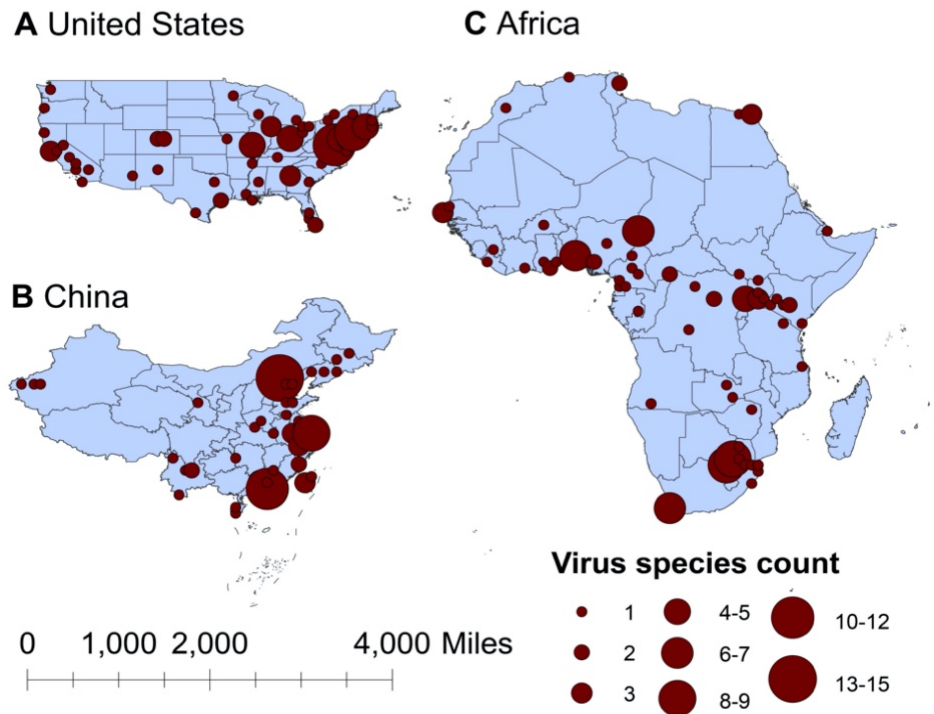 A United States
C Africa
B China
Virus species count
1
2
3
4-5
6-7
8-9
10-12
13-15
0 1,000 2,000 4,000 Miles